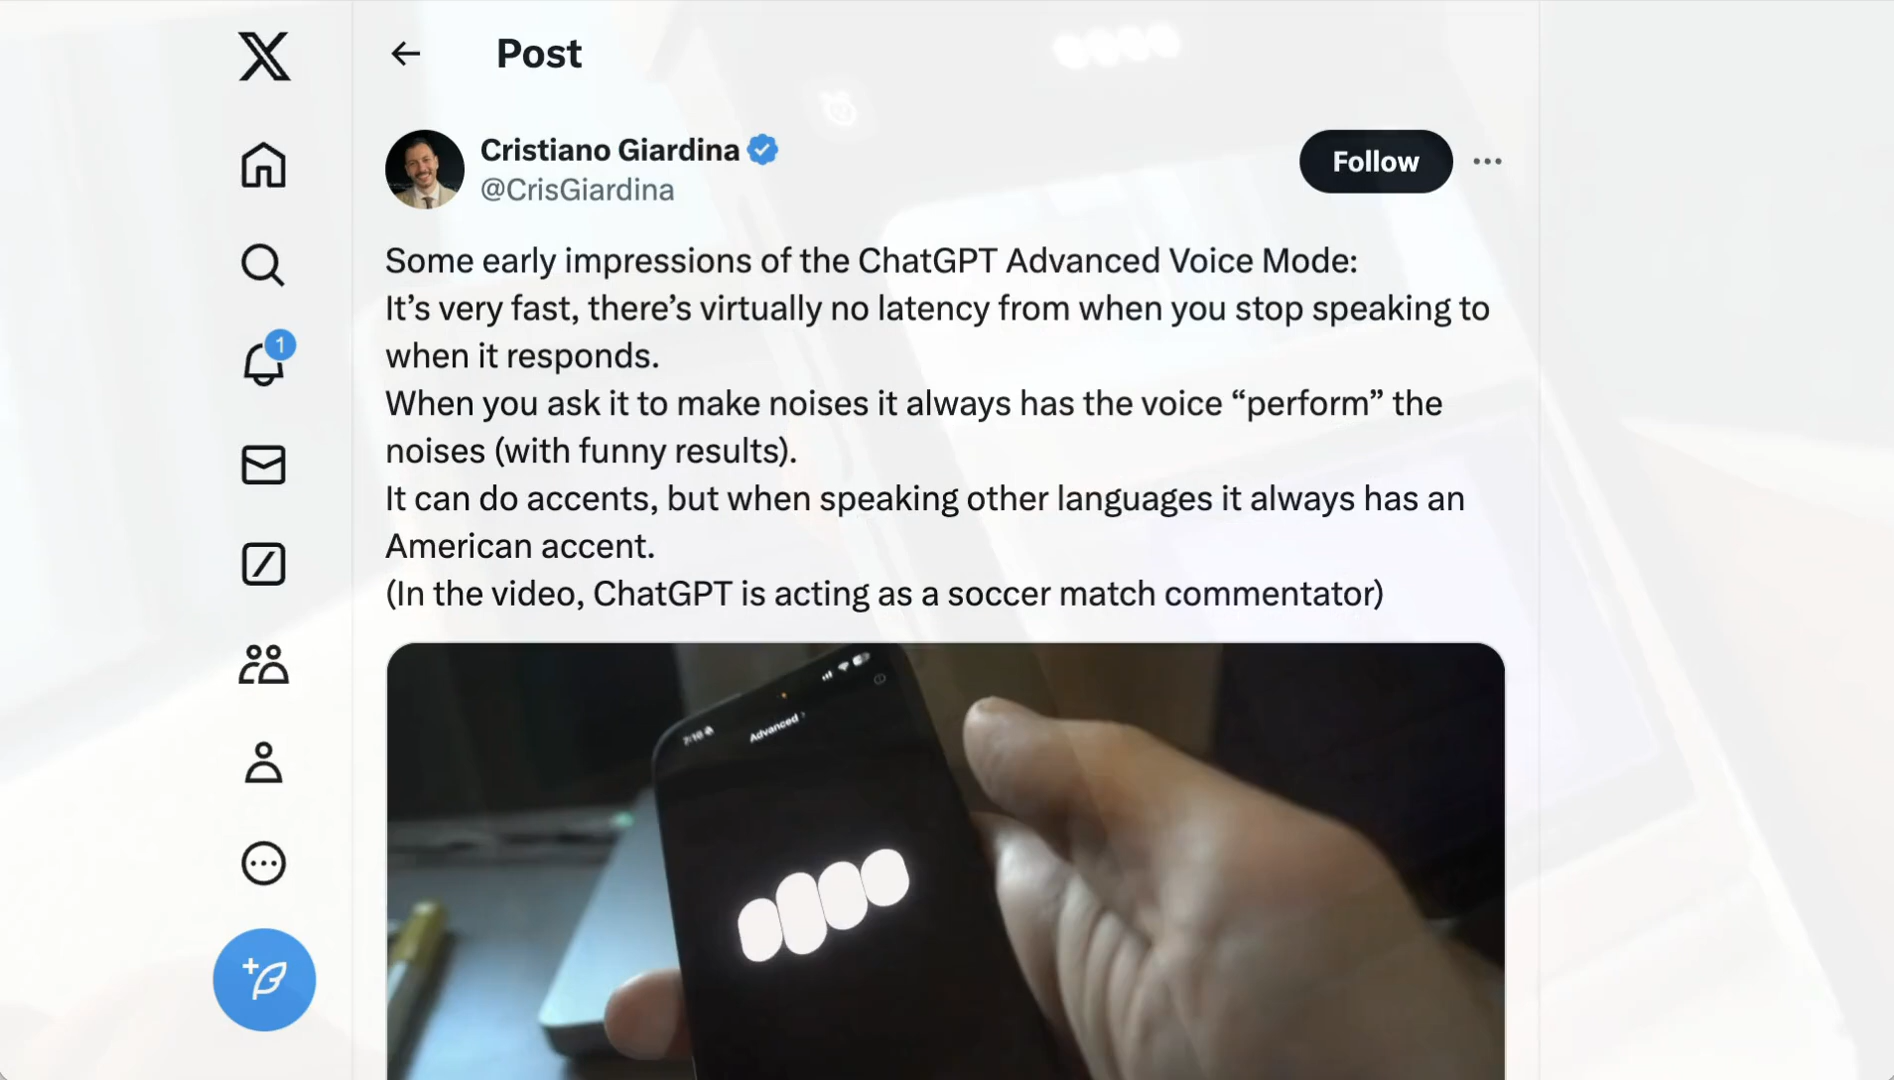 Post
Cristiano Giardina
@CrisGiardina
Follow
Some early impressions of the ChatGPT Advanced Voice Mode:
It’s very fast, there’s virtually no latency from when you stop speaking to
when it responds.
When you ask it to make noises it always has the voice “perform” the
noises (with funny results).
It can do accents, but when speaking other languages it always has an
American accent.
(In the video, ChatGPT is acting as a soccer match commentator)
1
Advanced